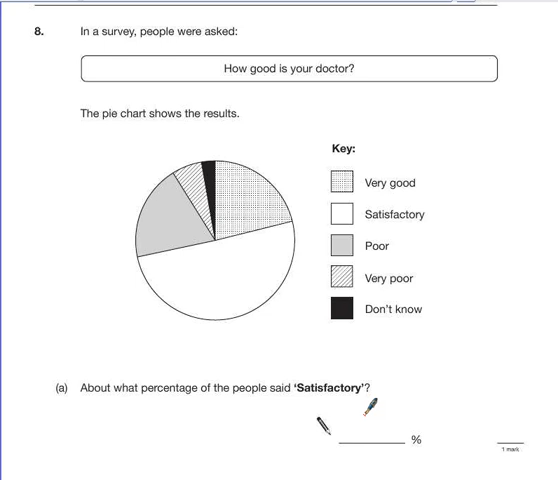 8. In a survey, people were asked:
How good is your doctor?
The pie chart shows the results.
Key:
Very good
Satisfactory
Poor
Very poor
Don't know
(a) About what percentage of the people said ‘Satisfactory’?
%
1 mark